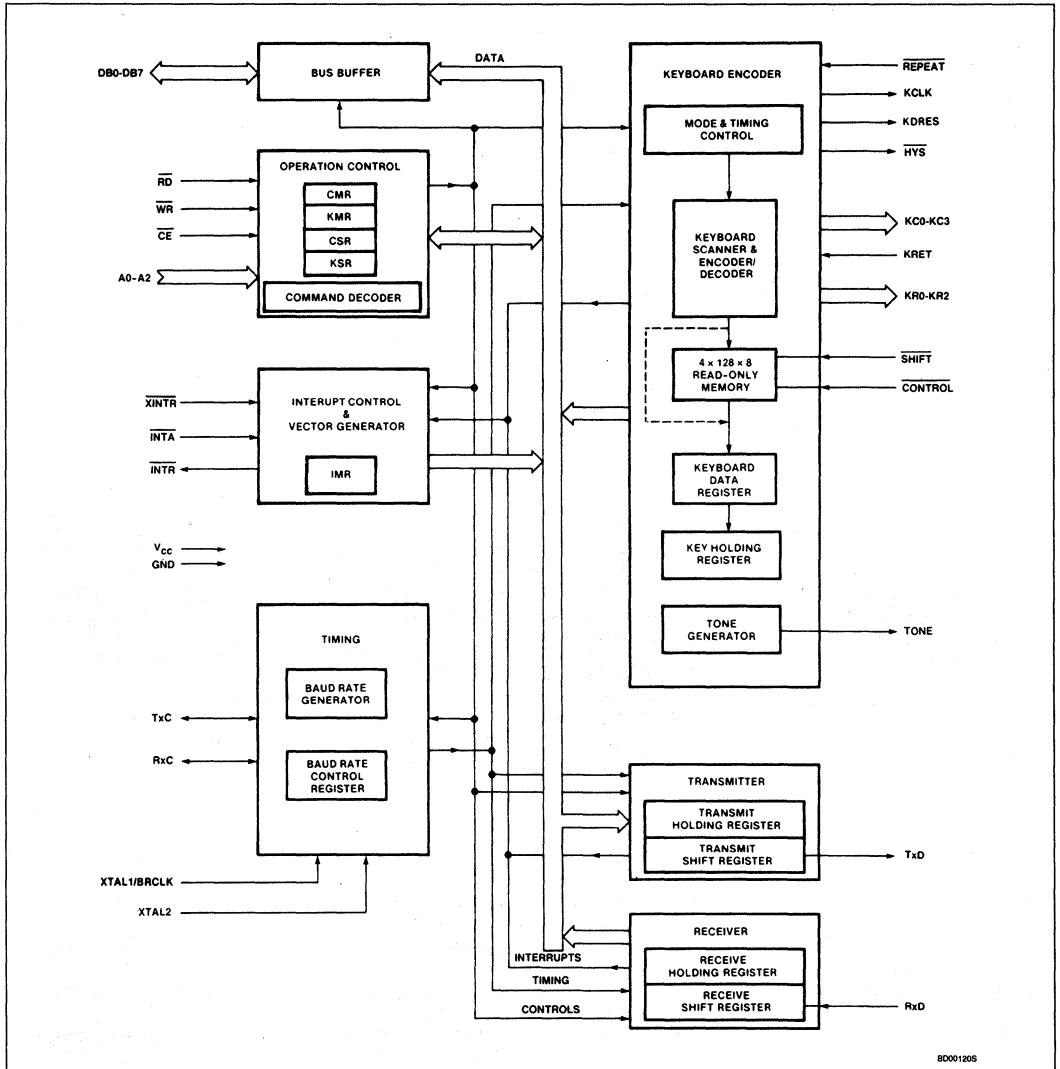 DATA
DB0-DB7
BUS BUFFER
OPERATION CONTROL
RD
WR
CE
A0-A2
CMR
KMR
CSR
KSR
COMMAND DECODER
XINTR
INTA
INTR
INTERUPT CONTROL
&
VECTOR GENERATOR
IMR
VCC
GND
TIMING
BAUD RATE
GENERATOR
BAUD RATE
CONTROL
REGISTER
TxC
RxC
XTAL1/BRCLK
XTAL2
KEYBOARD ENCODER
MODE & TIMING
CONTROL
KEYBOARD
SCANNER &
ENCODER/
DECODER
4 × 128 × 8
READ-ONLY
MEMORY
KEYBOARD
DATA
REGISTER
KEY HOLDING
REGISTER
TONE
GENERATOR
REPEAT
KCLK
KDRES
HYS
KC0-KC3
KRET
KR0-KR2
SHIFT
CONTROL
TONE
TRANSMITTER
TRANSMIT
HOLDING REGISTER
TRANSMIT
SHIFT REGISTER
TxD
RECEIVER
RECEIVE
HOLDING REGISTER
RECEIVE
SHIFT REGISTER
RxD
INTERRUPTS
TIMING
CONTROLS
BD00120S